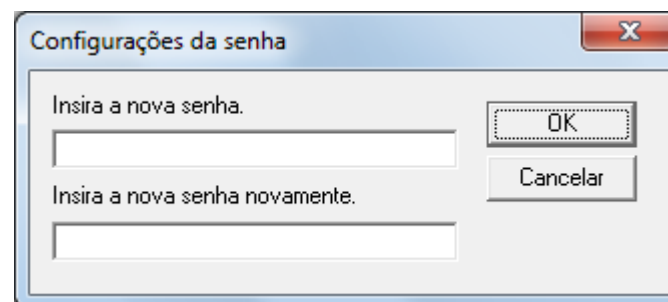 Configurações da senha
Insira a nova senha.
OK
Cancelar
Insira a nova senha novamente.